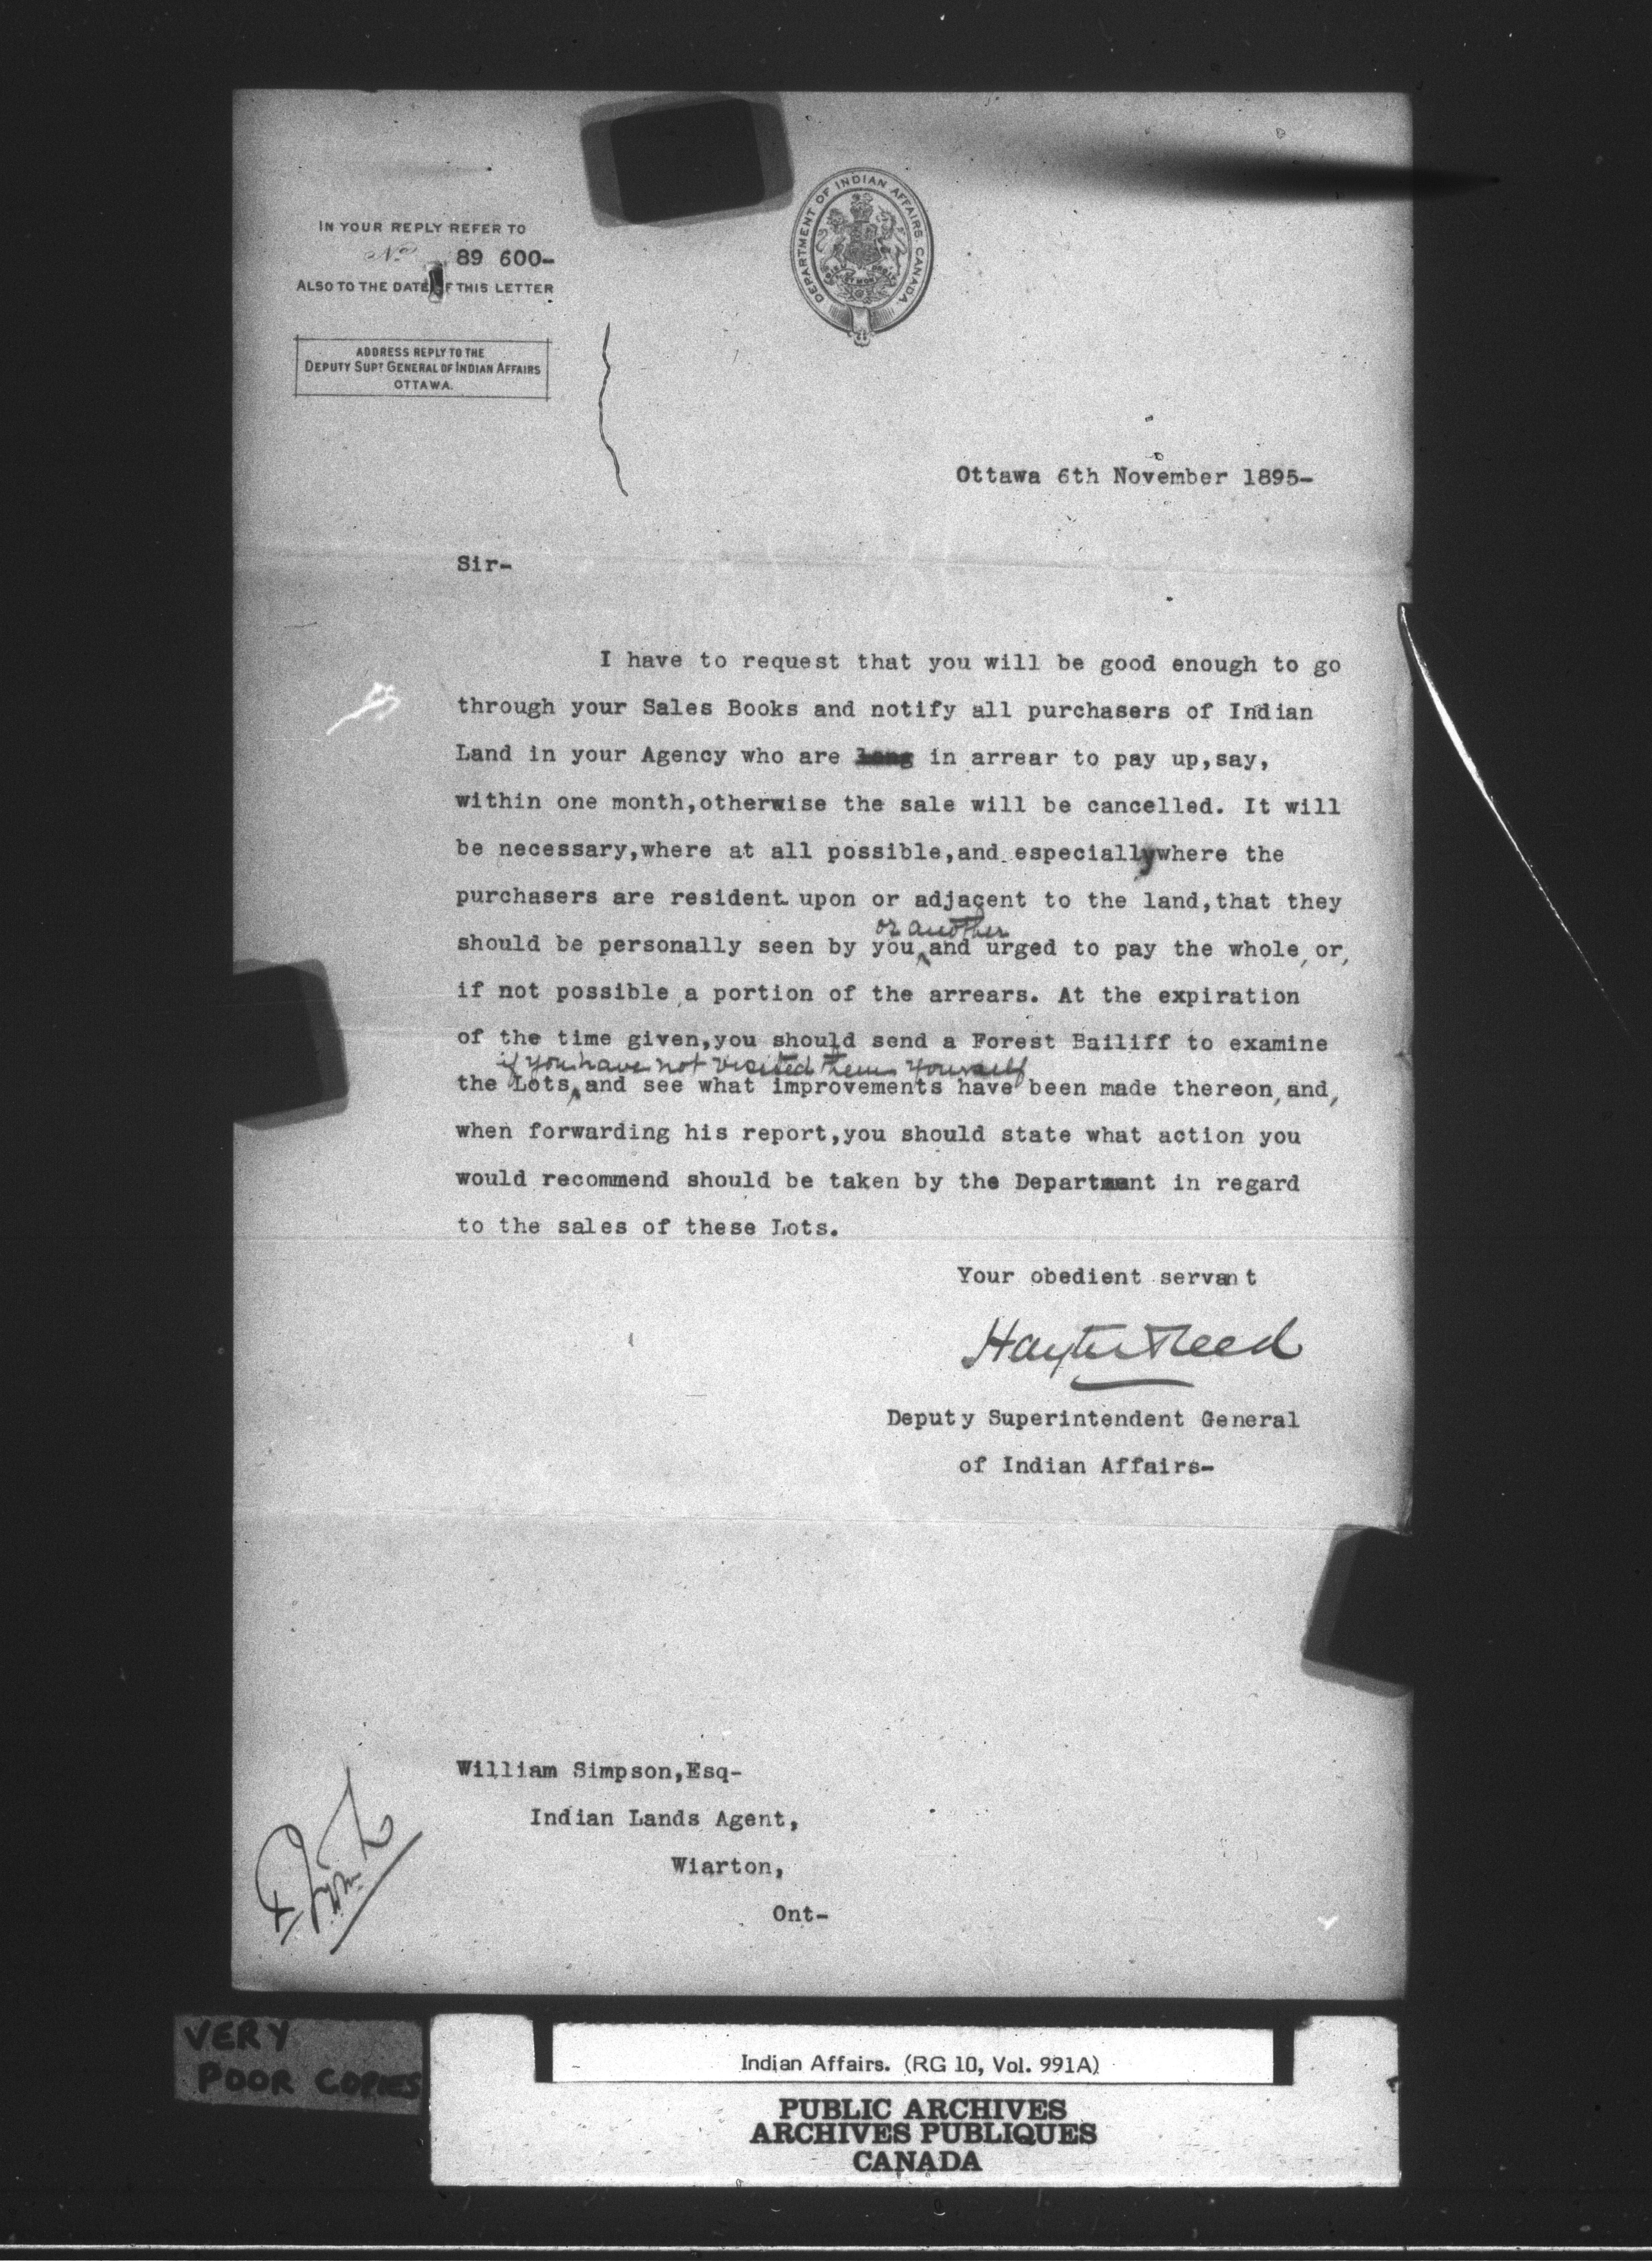 IN YOUR REPLY REFER TO
No 89 600-
ALSO TO THE DATE OF THIS LETTER
ADDRESS REPLY TO THE
DEPUTY SUPT GENERAL OF INDIAN AFFAIRS
OTTAWA.
DEPARTMENT OF INDIAN AFFAIRS. CANADA.
Ottawa 6th November 1895-
Sir-
I have to request that you will be good enough to go
through your Sales Books and notify all purchasers of Indian
Land in your Agency who are long in arrear to pay up,say,
within one month,otherwise the sale will be cancelled. It will
be necessary,where at all possible,and especially where the
purchasers are resident upon or adjacent to the land,that they
or another
should be personally seen by you and urged to pay the whole, or,
if not possible, a portion of the arrears. At the expiration
of the time given,you should send a Forest Bailiff to examine
if you have not visited them yourself
the Lots, and see what improvements have been made thereon, and,
when forwarding his report,you should state what action you
would recommend should be taken by the Department in regard
to the sales of these Lots.
Your obedient servant
Hayter Reed
Deputy Superintendent General
of Indian Affairs-
William Simpson,Esq-
Indian Lands Agent,
Wiarton,
Ont-
VERY
POOR COPIES
Indian Affairs. (RG 10, Vol. 991A)
PUBLIC ARCHIVES
ARCHIVES PUBLIQUES
CANADA